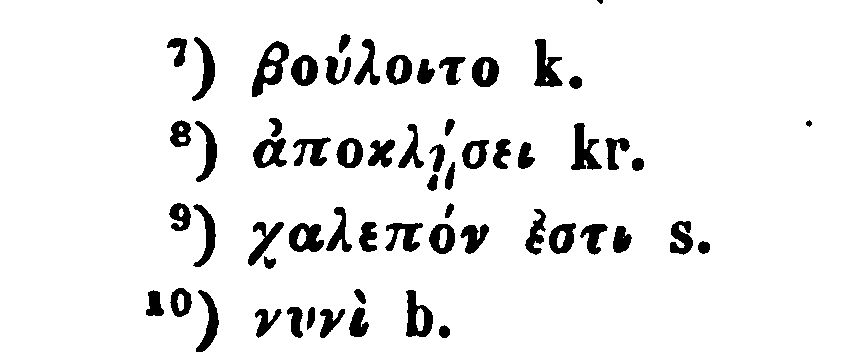 ⁷) βούλοιτο k.
⁸) ἀποκλῄσει kr.
⁹) χαλεπόν ἐστι s.
¹⁰) νυνὶ b.